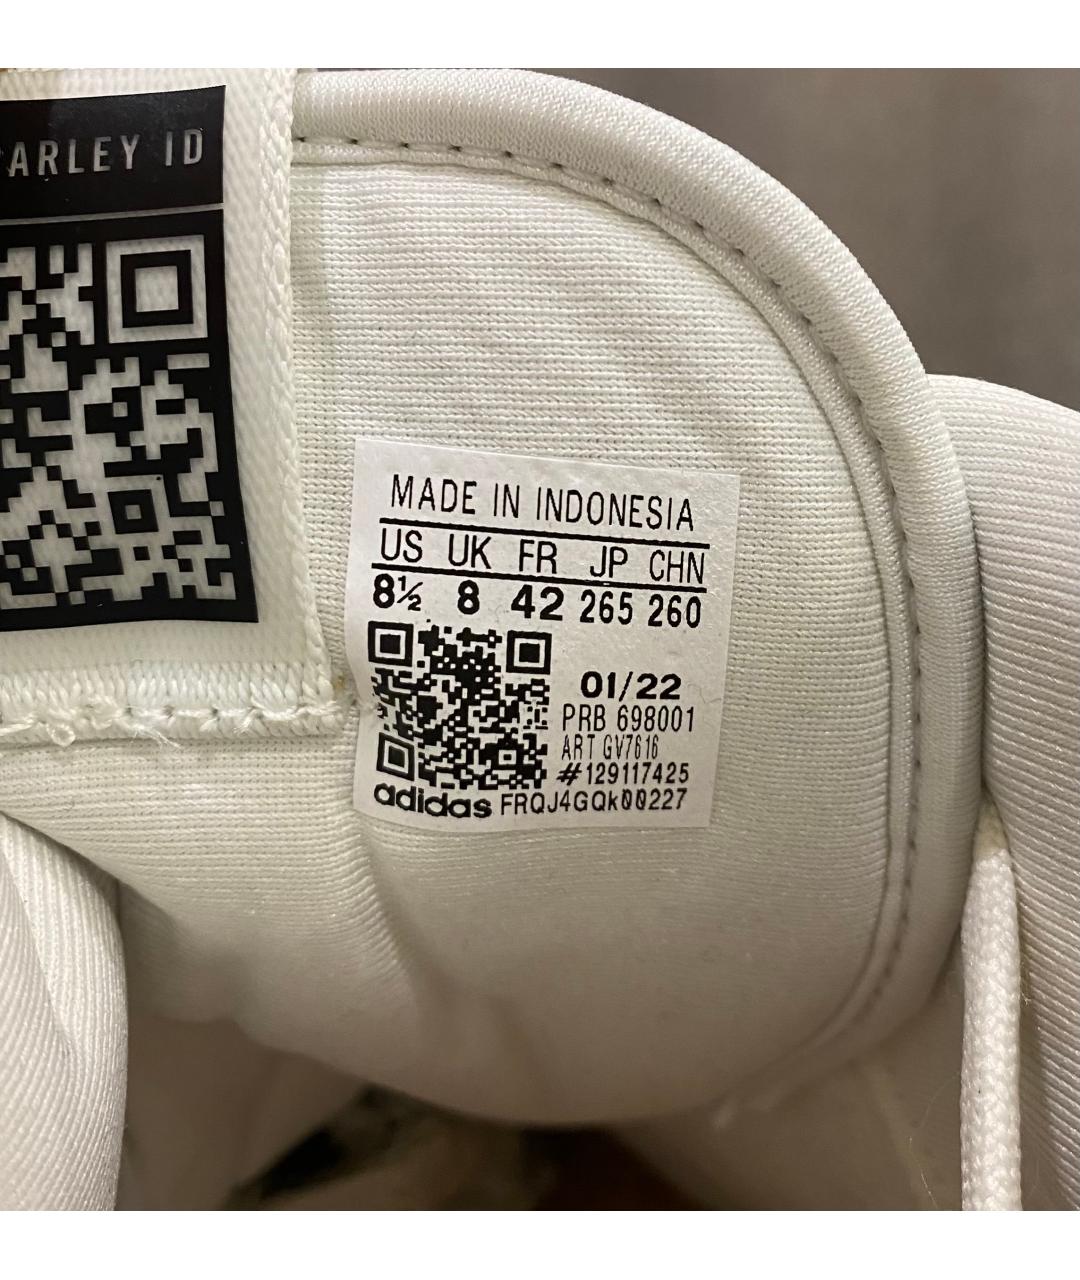 ARLEY ID
MADE IN INDONESIA
US UK FR JP CHN
8½ 8 42 265 260
01/22
PRB 698001
ART GV7616
#129117425
adidas FRQJ4GQk00227